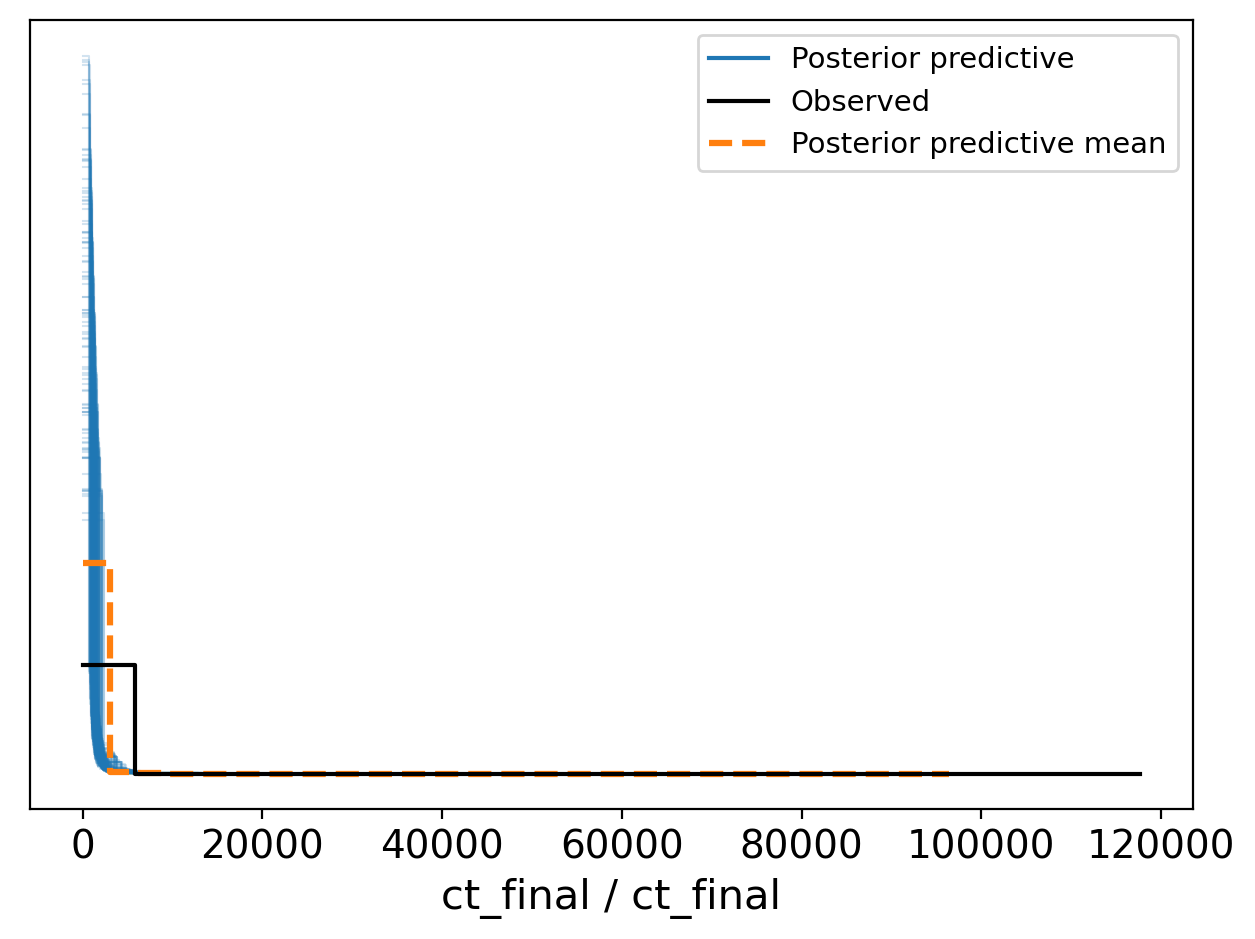 Posterior predictive
Observed
Posterior predictive mean
0 20000 40000 60000 80000 100000 120000
ct_final / ct_final